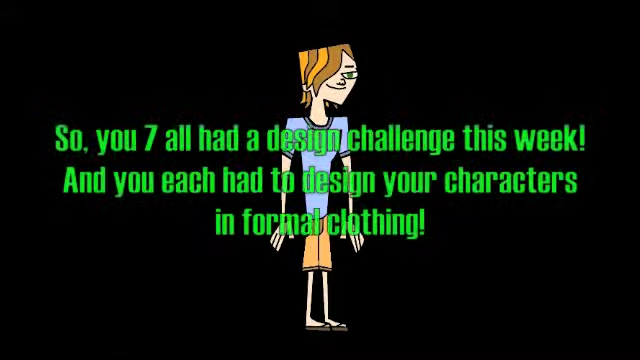 So, you 7 all had a design challenge this week!
And you each had to design your characters
in formal clothing!